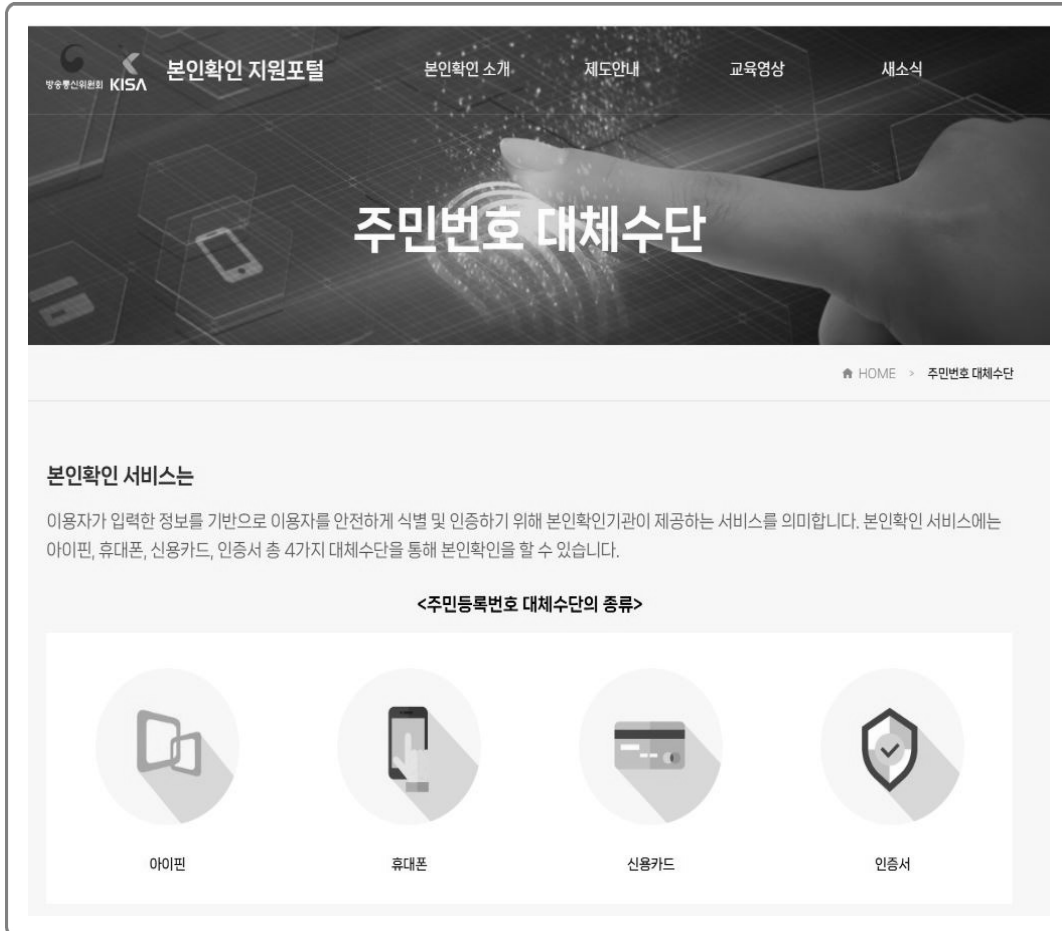 방송통신위원회 KISA 본인확인 지원포털 본인확인 소개 제도안내 교육영상 새소식
주민번호 대체수단
HOME > 주민번호 대체수단
본인확인 서비스는
이용자가 입력한 정보를 기반으로 이용자를 안전하게 식별 및 인증하기 위해 본인확인기관이 제공하는 서비스를 의미합니다. 본인확인 서비스에는
아이핀, 휴대폰, 신용카드, 인증서 총 4가지 대체수단을 통해 본인확인을 할 수 있습니다.
<주민등록번호 대체수단의 종류>
아이핀 휴대폰 신용카드 인증서